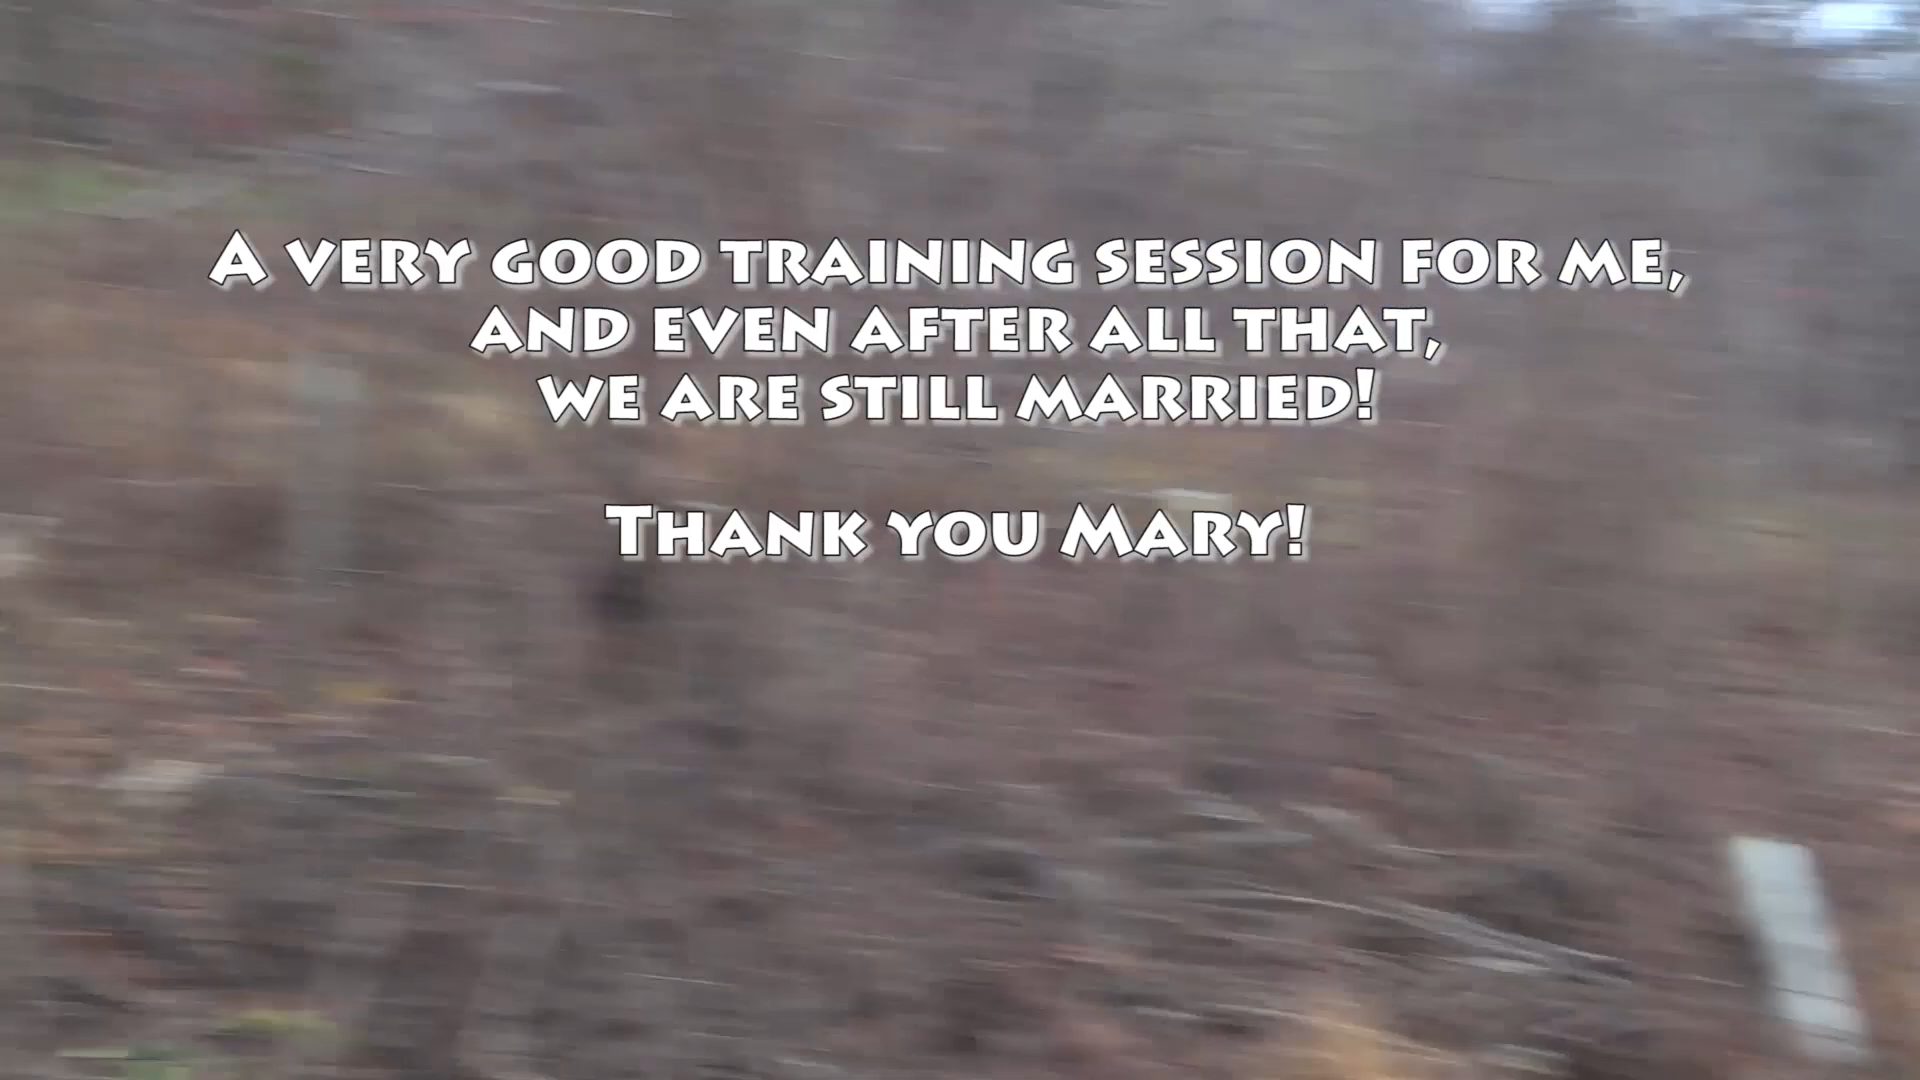 A very good training session for me,
and even after all that,
we are still married!
Thank you Mary!